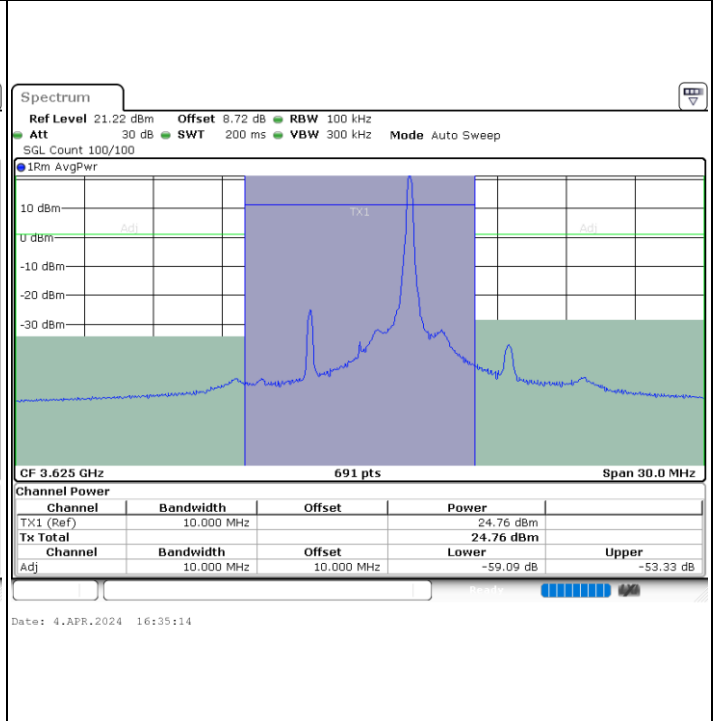 Spectrum
Ref Level 21.22 dBm Offset 8.72 dB RBW 100 kHz
Att 30 dB SWT 200 ms VBW 300 kHz Mode Auto Sweep
SGL Count 100/100
1Rm AvgPwr
10 dBm
TX1
Adj
Adj
0 dBm
-10 dBm
-20 dBm
-30 dBm
CF 3.625 GHz 691 pts Span 30.0 MHz
Channel Power
Channel Bandwidth Offset Power
TX1 (Ref) 10.000 MHz 24.76 dBm
Tx Total 24.76 dBm
Channel Bandwidth Offset Lower Upper
Adj 10.000 MHz 10.000 MHz -59.09 dB -53.33 dB
Ready
Date: 4.APR.2024 16:35:14